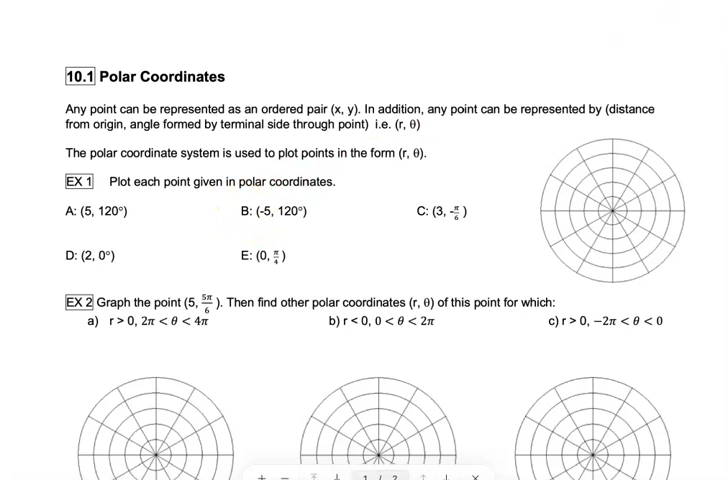 10.1 Polar Coordinates
Any point can be represented as an ordered pair (x, y). In addition, any point can be represented by (distance
from origin, angle formed by terminal side through point)  i.e. (r, θ)
The polar coordinate system is used to plot points in the form (r, θ).
EX 1 Plot each point given in polar coordinates.
A: (5, 120°) B: (-5, 120°) C: (3, -π/6)
D: (2, 0°) E: (0, π/4)
EX 2 Graph the point (5, 5π/6). Then find other polar coordinates (r, θ) of this point for which:
a) r > 0, 2π < θ < 4π b) r < 0, 0 < θ < 2π c) r > 0, −2π < θ < 0
1 / 2